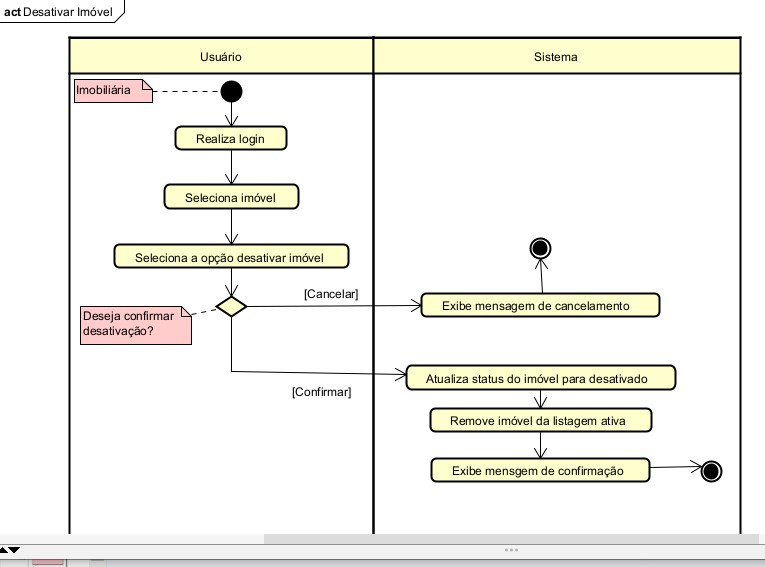 act Desativar Imóvel
Usuário
Sistema
Imobiliária
Realiza login
Seleciona imóvel
Seleciona a opção desativar imóvel
[Cancelar]
Exibe mensagem de cancelamento
Deseja confirmar
desativação?
[Confirmar]
Atualiza status do imóvel para desativado
Remove imóvel da listagem ativa
Exibe mensgem de confirmação